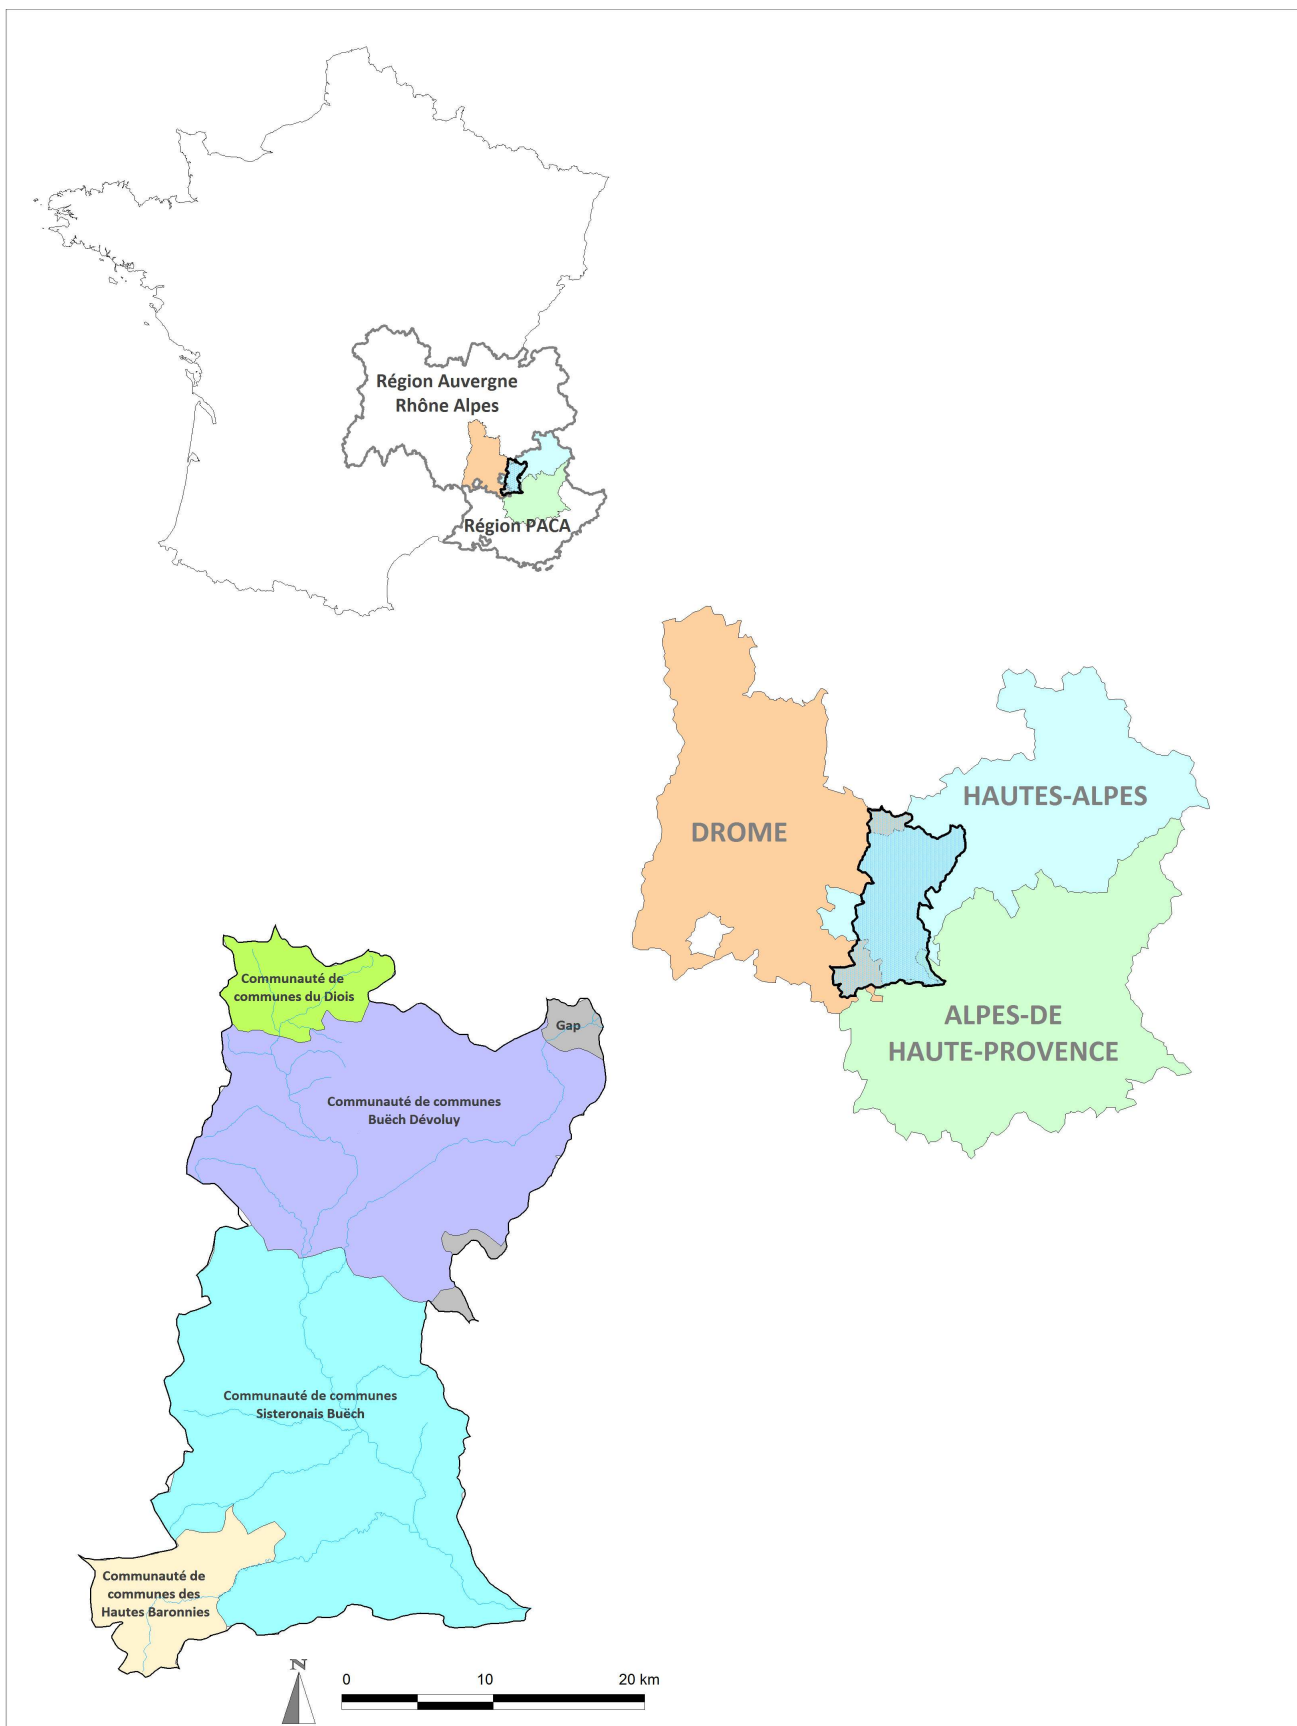 Région Auvergne
Rhône Alpes
Région PACA
HAUTES-ALPES
DROME
ALPES-DE
HAUTE-PROVENCE
Communauté de
communes du Diois
Gap
Communauté de communes
Buëch Dévoluy
Communauté de communes
Sisteronais Buëch
Communauté de
communes des
Hautes Baronnies
N
0 10 20 km